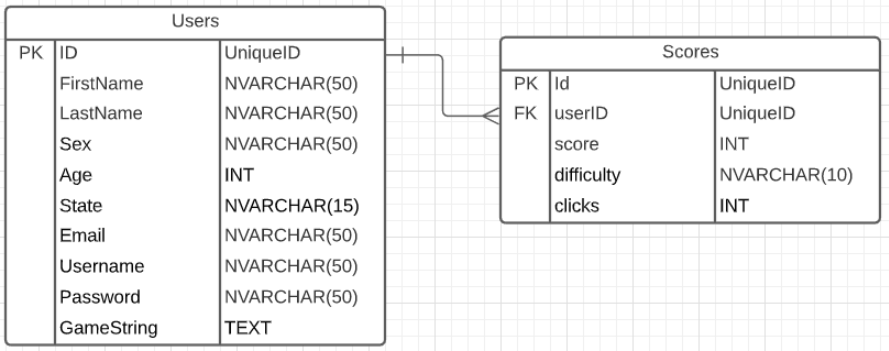 Users
PK ID UniqueID
FirstName NVARCHAR(50)
LastName NVARCHAR(50)
Sex NVARCHAR(50)
Age INT
State NVARCHAR(15)
Email NVARCHAR(50)
Username NVARCHAR(50)
Password NVARCHAR(50)
GameString TEXT
Scores
PK Id UniqueID
FK userID UniqueID
score INT
difficulty NVARCHAR(10)
clicks INT